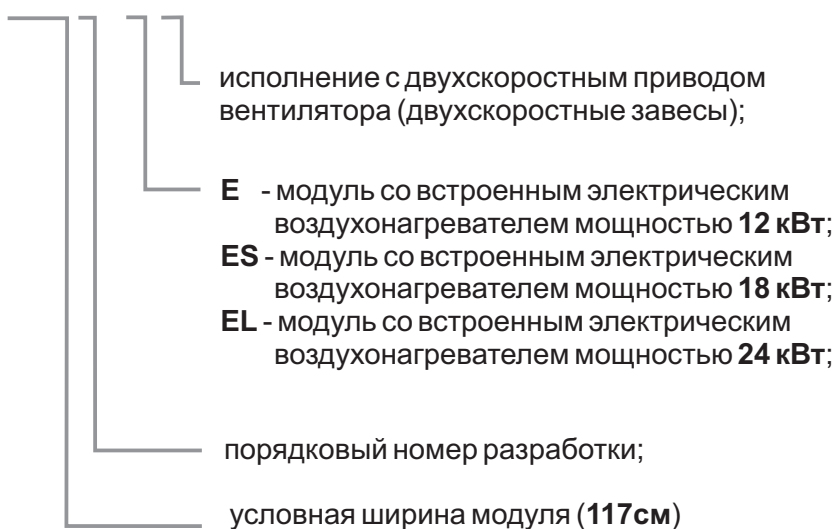 исполнение с двухскоростным приводом
вентилятора (двухскоростные завесы);
E - модуль со встроенным электрическим
воздухонагревателем мощностью 12 кВт;
ES - модуль со встроенным электрическим
воздухонагревателем мощностью 18 кВт;
EL - модуль со встроенным электрическим
воздухонагревателем мощностью 24 кВт;
порядковый номер разработки;
условная ширина модуля (117см)